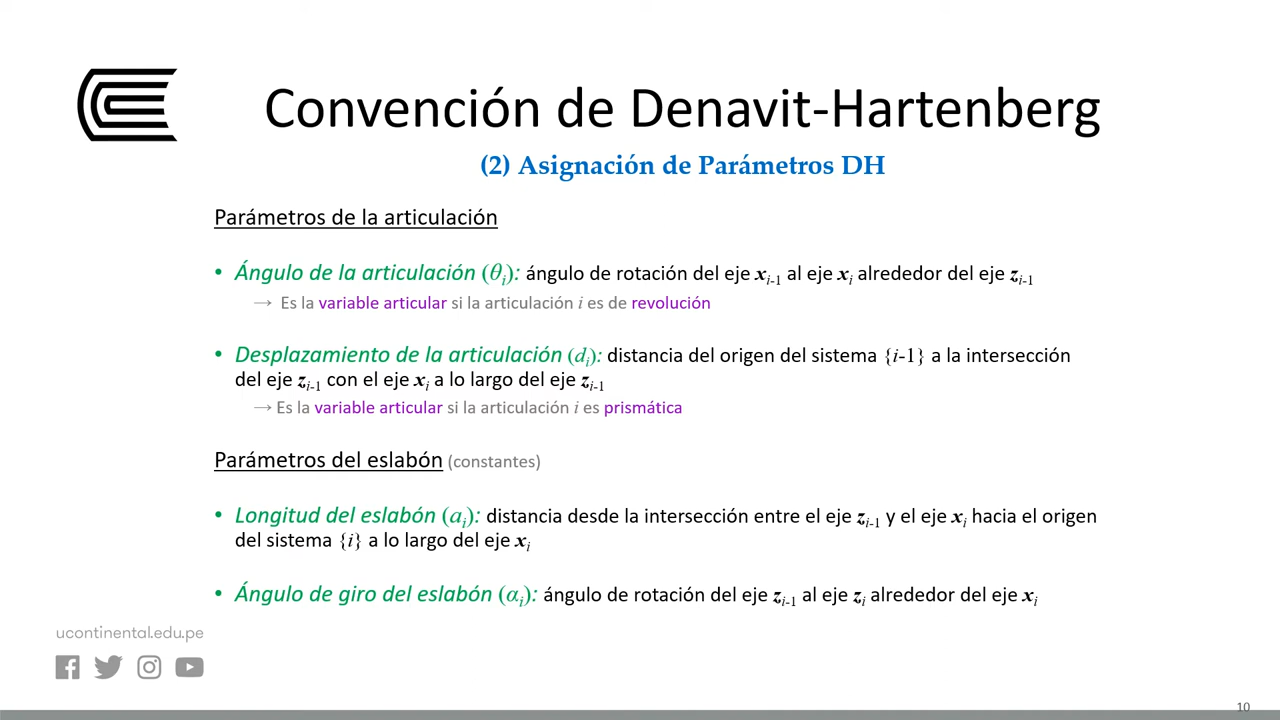 Convención de Denavit-Hartenberg
(2) Asignación de Parámetros DH
Parámetros de la articulación
• Ángulo de la articulación (θi): ángulo de rotación del eje xi-1 al eje xi alrededor del eje zi-1
→ Es la variable articular si la articulación i es de revolución
• Desplazamiento de la articulación (di): distancia del origen del sistema {i-1} a la intersección
del eje zi-1 con el eje xi a lo largo del eje zi-1
→ Es la variable articular si la articulación i es prismática
Parámetros del eslabón (constantes)
• Longitud del eslabón (ai): distancia desde la intersección entre el eje zi-1 y el eje xi hacia el origen
del sistema {i} a lo largo del eje xi
• Ángulo de giro del eslabón (αi): ángulo de rotación del eje zi-1 al eje zi alrededor del eje xi
ucontinental.edu.pe
10